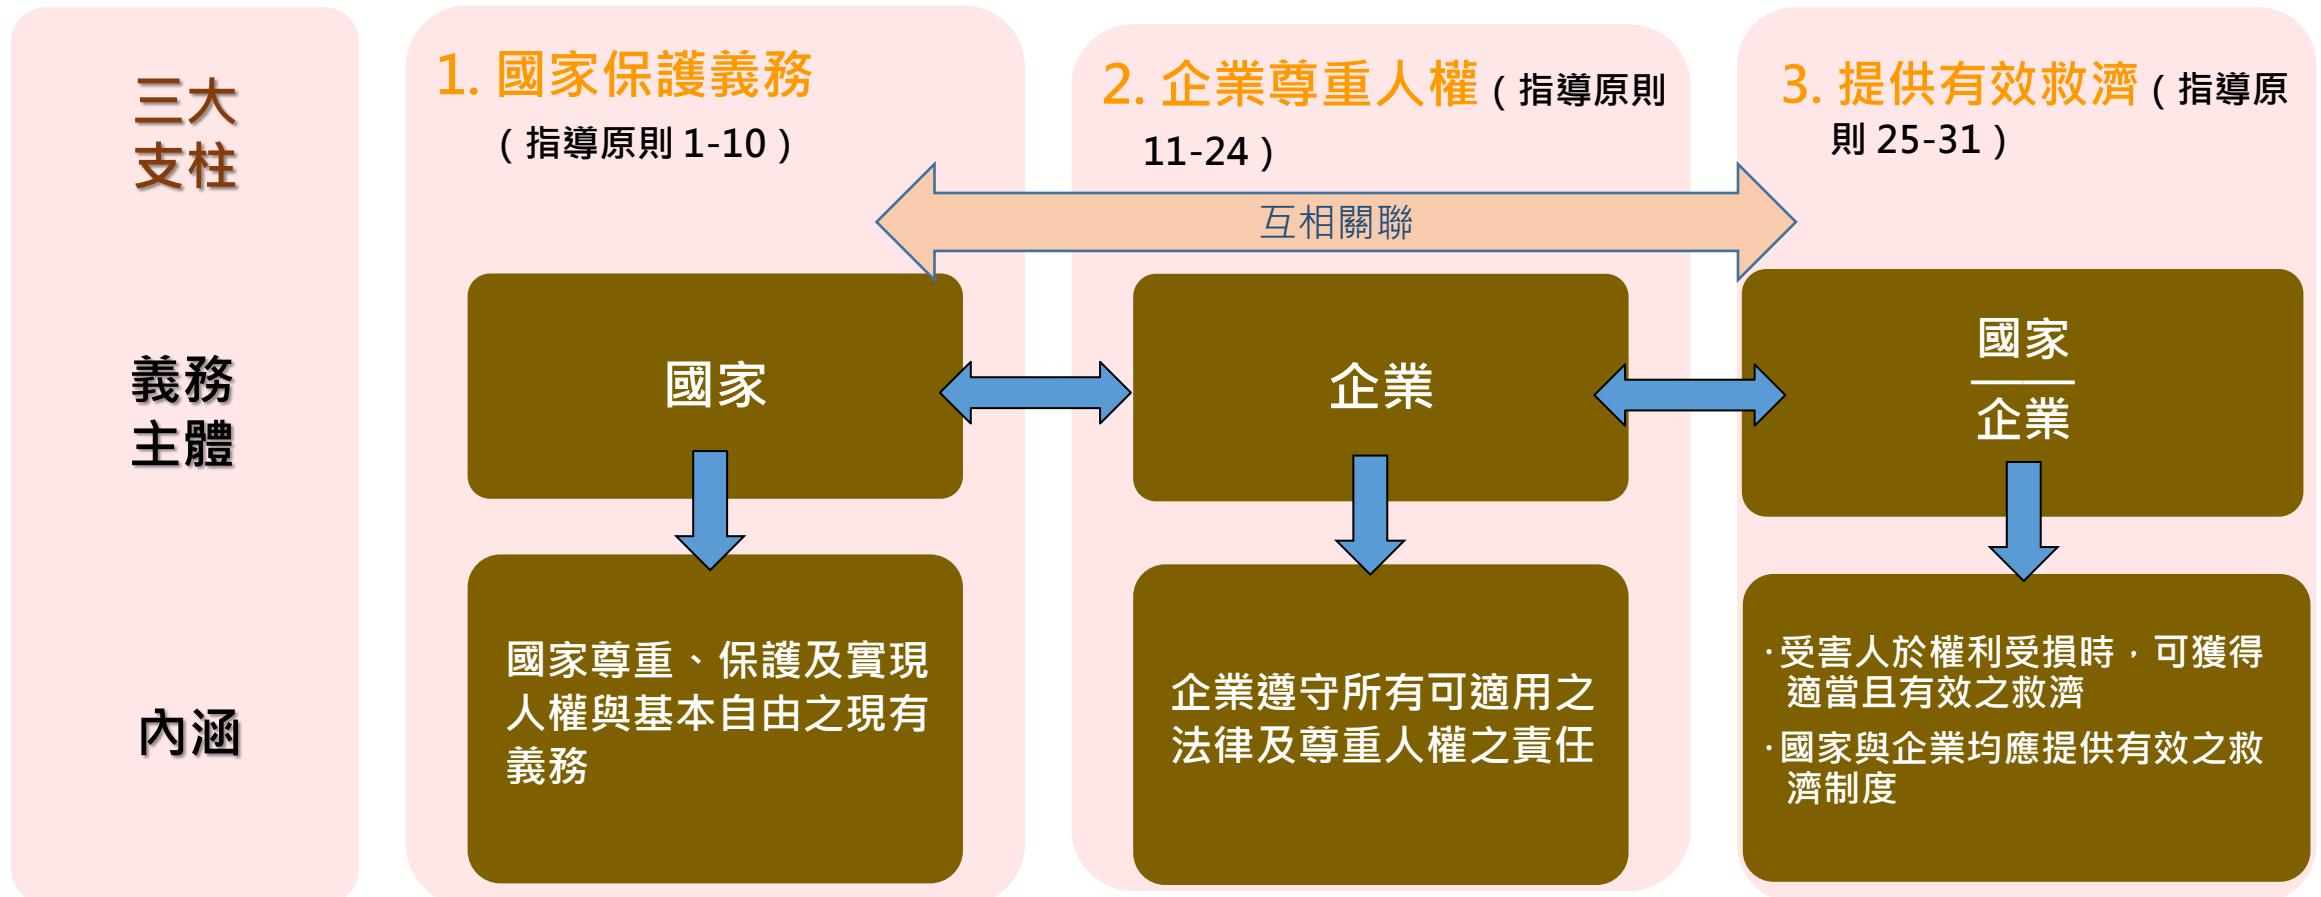 三大
支柱
義務
主體
內涵
1. 國家保護義務
（指導原則 1-10）
國家
國家尊重、保護及實現
人權與基本自由之現有
義務
2. 企業尊重人權（指導原則
11-24）
互相關聯
企業
企業遵守所有可適用之
法律及尊重人權之責任
3. 提供有效救濟（指導原
則 25-31）
國家
企業
·受害人於權利受損時，可獲得
適當且有效之救濟
·國家與企業均應提供有效之救
濟制度